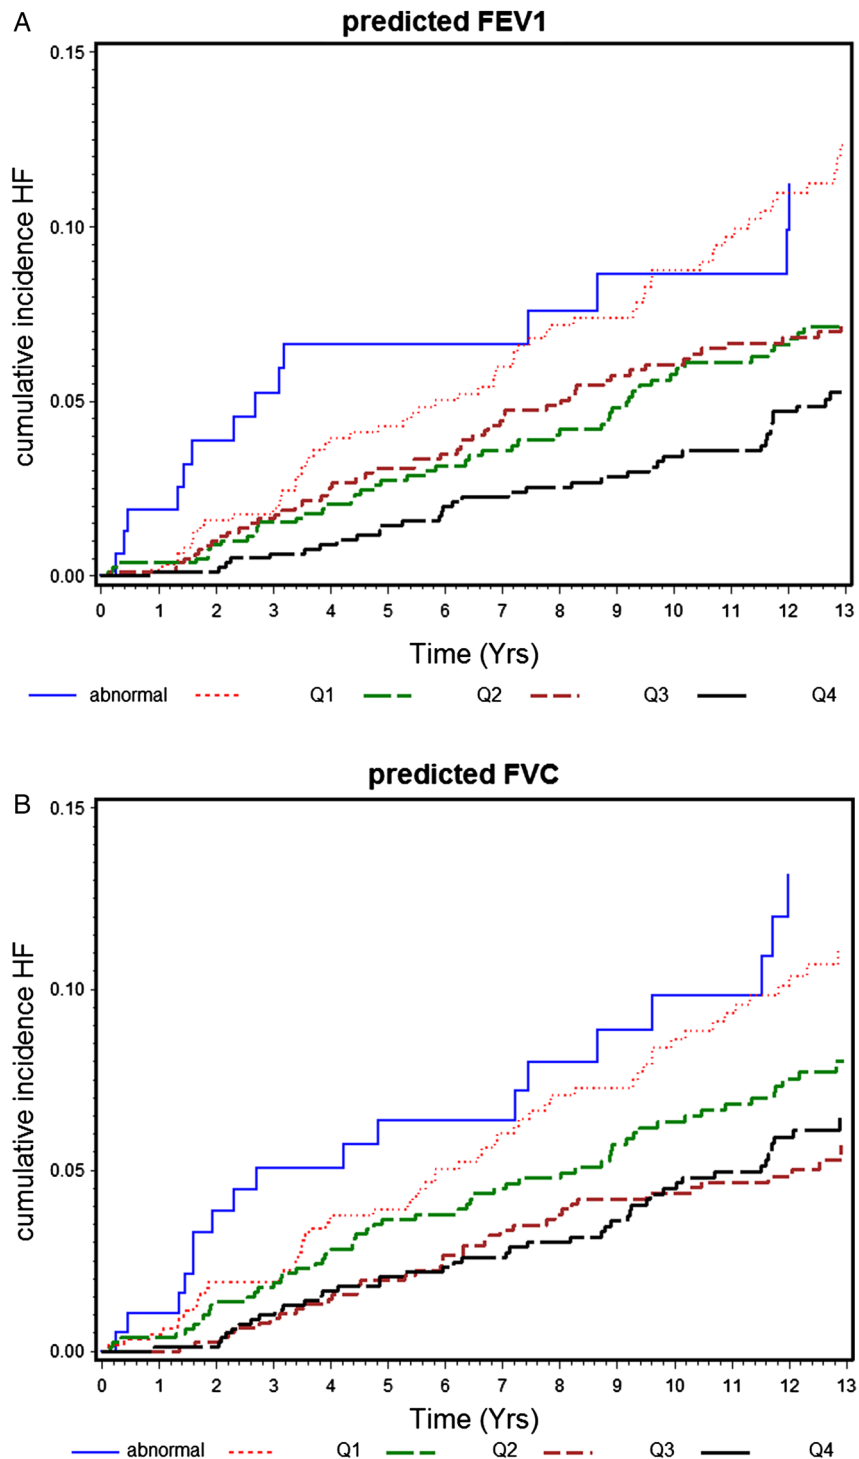 A
predicted FEV1
cumulative incidence HF
0.15
0.10
0.05
0.00
0 1 2 3 4 5 6 7 8 9 10 11 12 13
Time (Yrs)
abnormal Q1 Q2 Q3 Q4
B
predicted FVC
cumulative incidence HF
0.15
0.10
0.05
0.00
0 1 2 3 4 5 6 7 8 9 10 11 12 13
Time (Yrs)
abnormal Q1 Q2 Q3 Q4